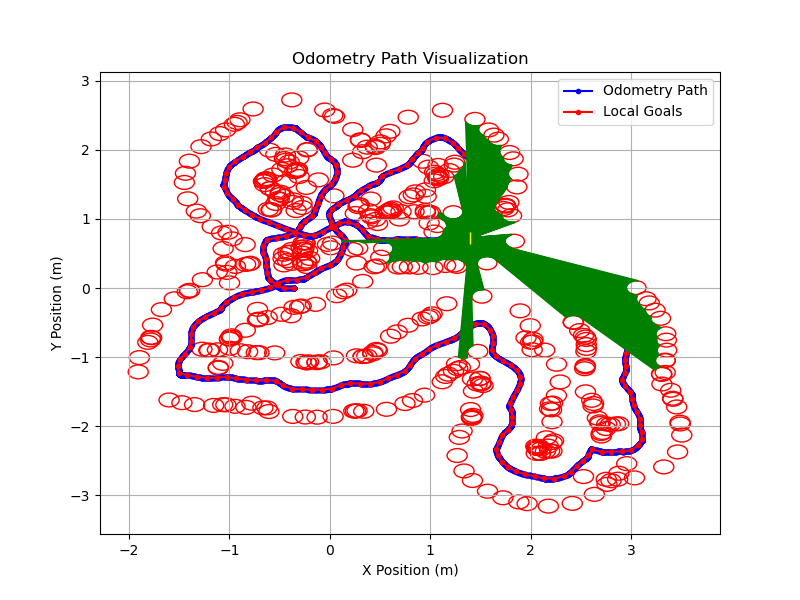 Odometry Path Visualization
Odometry Path
Local Goals
Y Position (m)
3
2
1
0
−1
−2
−3
−2
−1
0
1
2
3
X Position (m)